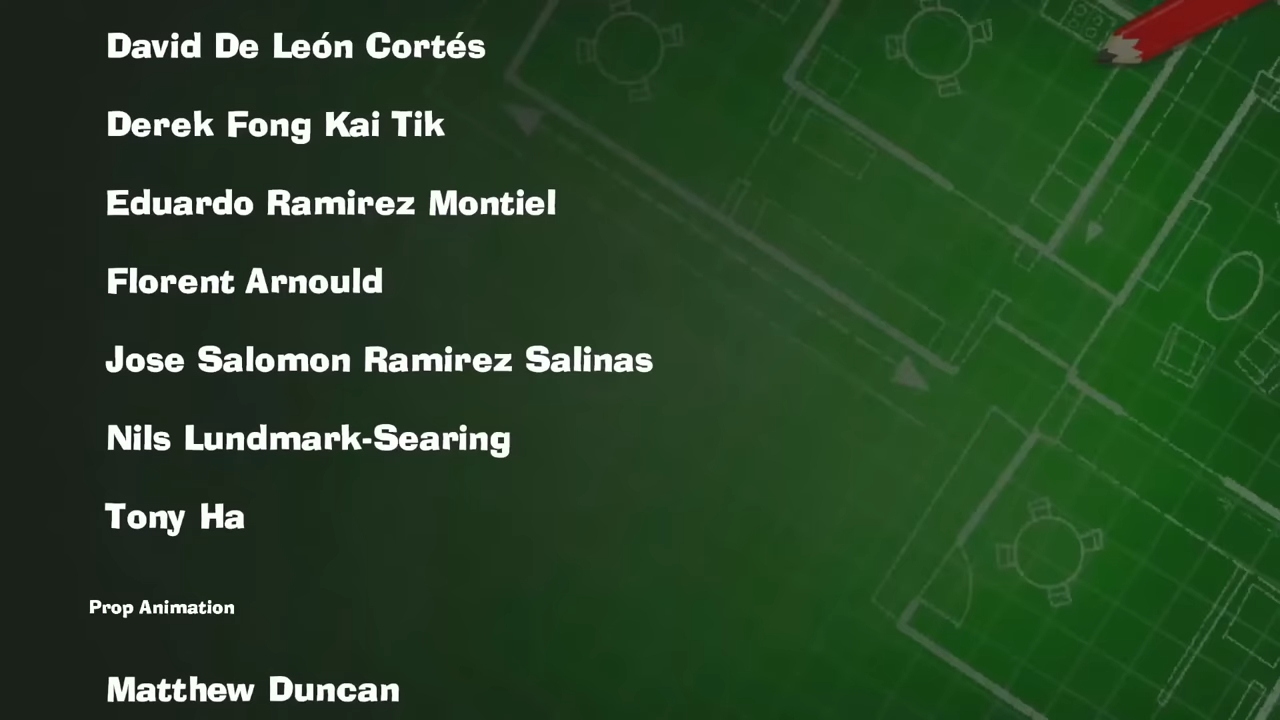 David De León Cortés
Derek Fong Kai Tik
Eduardo Ramirez Montiel
Florent Arnould
Jose Salomon Ramirez Salinas
Nils Lundmark-Searing
Tony Ha
Prop Animation
Matthew Duncan